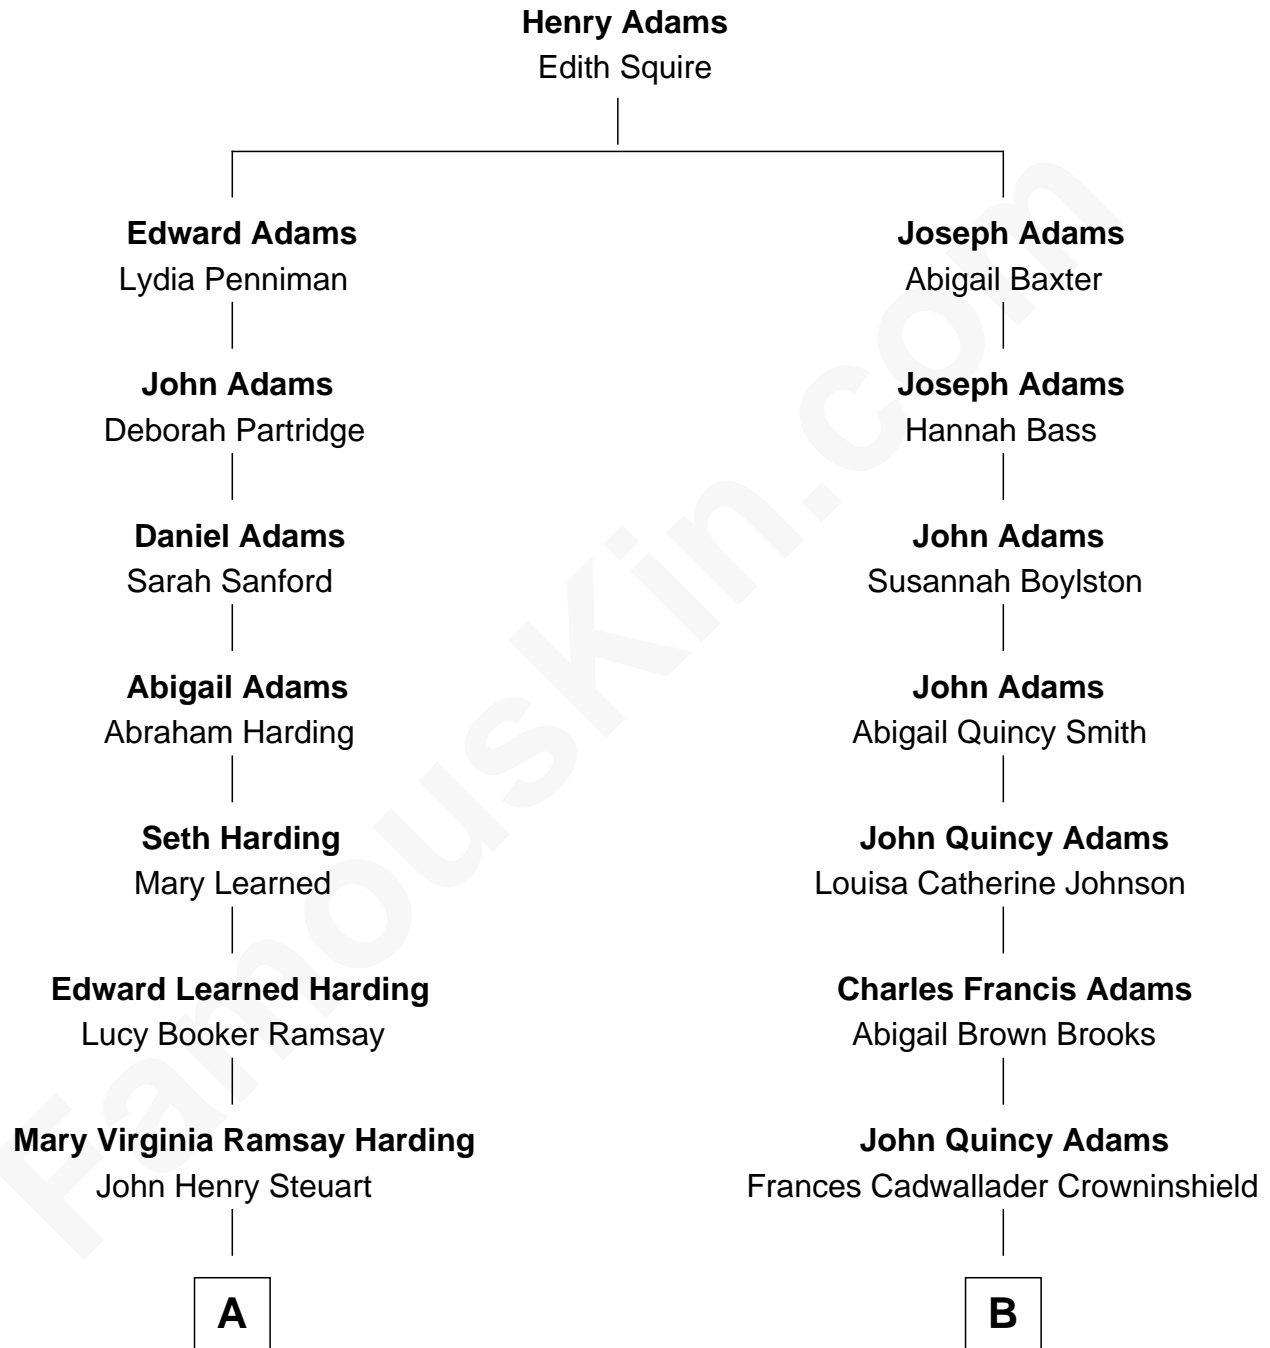 Henry Adams
Edith Squire
Edward Adams
Lydia Penniman
John Adams
Deborah Partridge
Daniel Adams
Sarah Sanford
Abigail Adams
Abraham Harding
Seth Harding
Mary Learned
Edward Learned Harding
Lucy Booker Ramsay
Mary Virginia Ramsay Harding
John Henry Steuart
A
Joseph Adams
Abigail Baxter
Joseph Adams
Hannah Bass
John Adams
Susannah Boylston
John Adams
Abigail Quincy Smith
John Quincy Adams
Louisa Catherine Johnson
Charles Francis Adams
Abigail Brown Brooks
John Quincy Adams
Frances Cadwallader Crowninshield
B
FamousKin.com